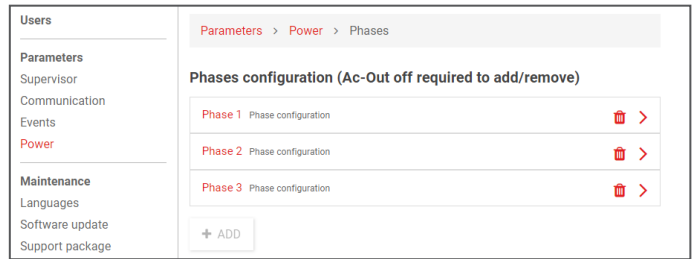 Users
Parameters
Supervisor
Communication
Events
Power
Maintenance
Languages
Software update
Support package
Parameters > Power > Phases
Phases configuration (Ac-Out off required to add/remove)
Phase 1 Phase configuration
Phase 2 Phase configuration
Phase 3 Phase configuration
+ ADD